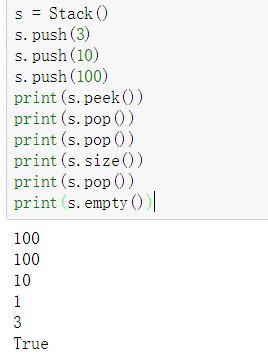 s = Stack()
s.push(3)
s.push(10)
s.push(100)
print(s.peek())
print(s.pop())
print(s.pop())
print(s.size())
print(s.pop())
print(s.empty())
100
100
10
1
3
True